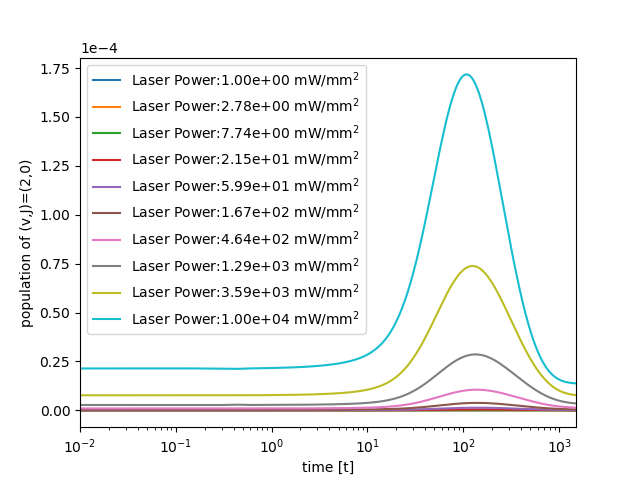 1e−4
1.75
1.50
1.25
1.00
0.75
0.50
0.25
0.00
population of (v,J)=(2,0)
Laser Power:1.00e+00 mW/mm²
Laser Power:2.78e+00 mW/mm²
Laser Power:7.74e+00 mW/mm²
Laser Power:2.15e+01 mW/mm²
Laser Power:5.99e+01 mW/mm²
Laser Power:1.67e+02 mW/mm²
Laser Power:4.64e+02 mW/mm²
Laser Power:1.29e+03 mW/mm²
Laser Power:3.59e+03 mW/mm²
Laser Power:1.00e+04 mW/mm²
10⁻² 10⁻¹ 10⁰ 10¹ 10² 10³
time [t]